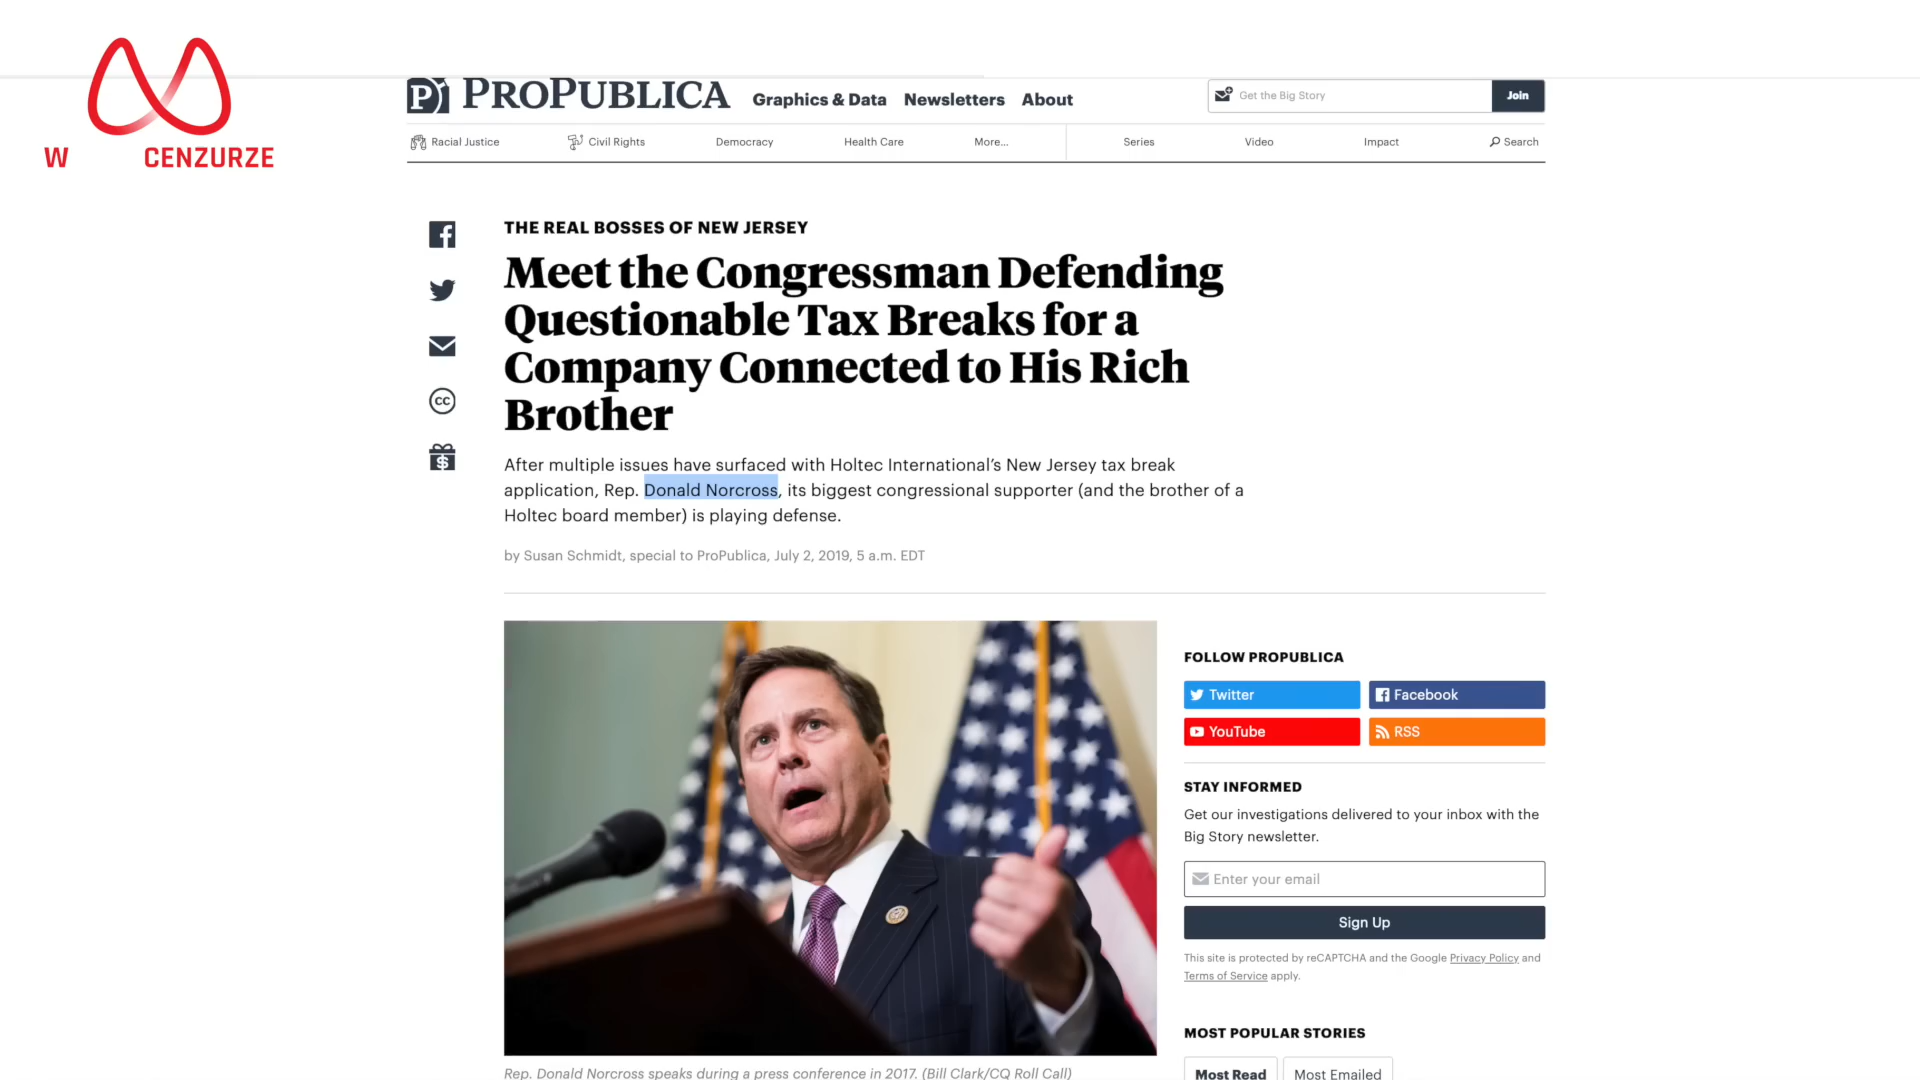 W CENZURZE
PROPUBLICA Graphics & Data Newsletters About
Get the Big Story Join
Racial Justice Civil Rights Democracy Health Care More... Series Video Impact Search
THE REAL BOSSES OF NEW JERSEY
Meet the Congressman Defending
Questionable Tax Breaks for a
Company Connected to His Rich
Brother
After multiple issues have surfaced with Holtec International’s New Jersey tax break
application, Rep. Donald Norcross, its biggest congressional supporter (and the brother of a
Holtec board member) is playing defense.
by Susan Schmidt, special to ProPublica, July 2, 2019, 5 a.m. EDT
Rep. Donald Norcross speaks during a press conference in 2017. (Bill Clark/CQ Roll Call)
FOLLOW PROPUBLICA
Twitter Facebook
YouTube RSS
STAY INFORMED
Get our investigations delivered to your inbox with the
Big Story newsletter.
Enter your email
Sign Up
This site is protected by reCAPTCHA and the Google Privacy Policy and
Terms of Service apply.
MOST POPULAR STORIES
Most Read Most Emailed